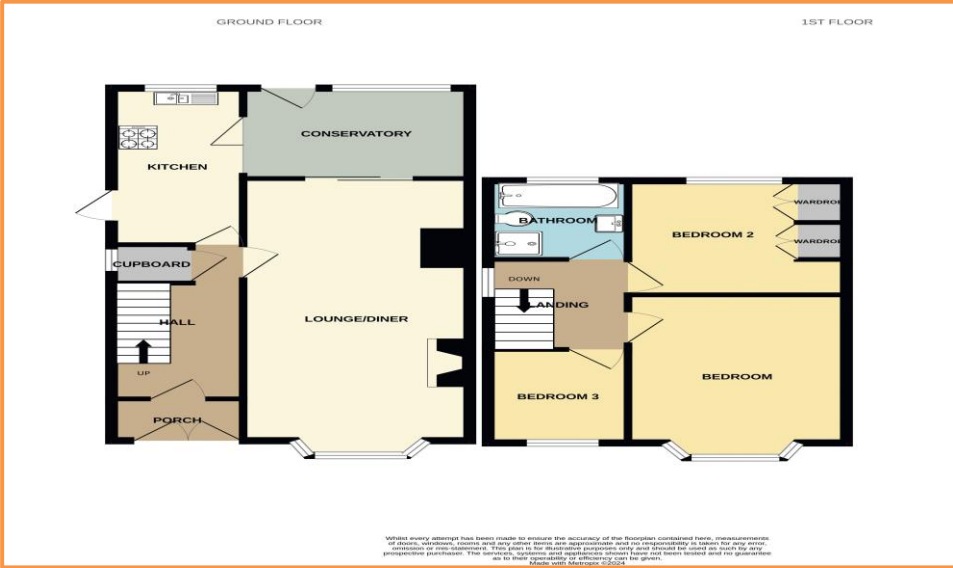 GROUND FLOOR
1ST FLOOR
CONSERVATORY
KITCHEN
CUPBOARD
HALL
LOUNGE/DINER
UP
PORCH
BATHROOM
WARDROB
BEDROOM 2
WARDROB
DOWN
LANDING
BEDROOM
BEDROOM 3
Whilst every attempt has been made to ensure the accuracy of the floorplan contained here, measurements
of doors, windows, rooms and any other items are approximate and no responsibility is taken for any error,
omission or mis-statement. This plan is for illustrative purposes only and should be used as such by any
prospective purchaser. The services, systems and appliances shown have not been tested and no guarantee
as to their operability or efficiency can be given.
Made with Metropix ©2024